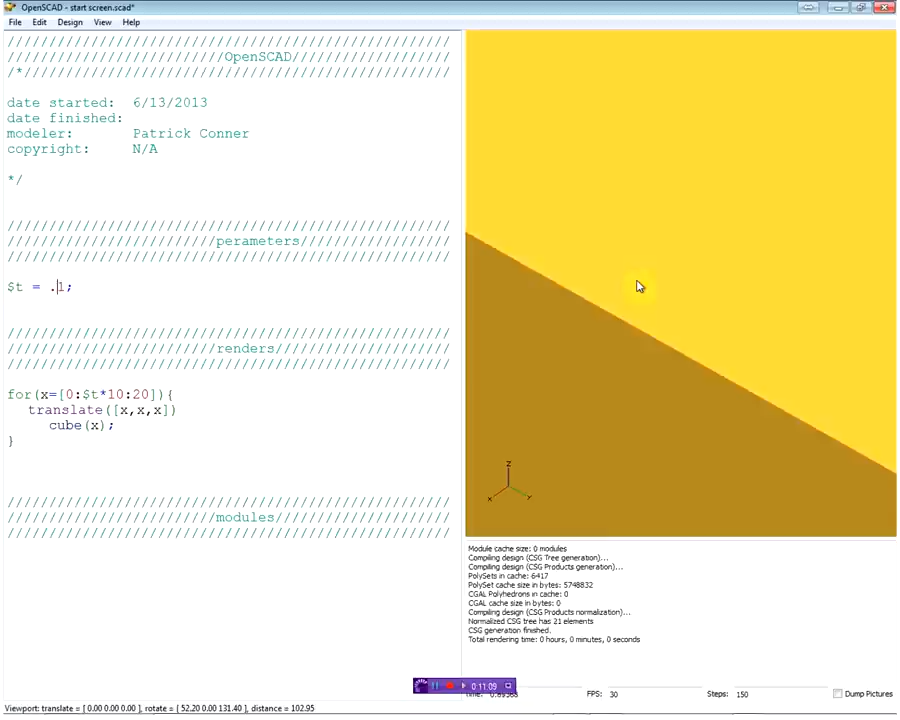 OpenSCAD - start screen.scad*
File Edit Design View Help
/////////////////////////////////////////////////////
//////////////////////////OpenSCAD///////////////////
/*///////////////////////////////////////////////////
date started: 6/13/2013
date finished:
modeler: Patrick Conner
copyright: N/A
*/
/////////////////////////////////////////////////////
/////////////////////////perameters//////////////////
/////////////////////////////////////////////////////
$t = .1;
/////////////////////////////////////////////////////
/////////////////////////renders/////////////////////
/////////////////////////////////////////////////////
for(x=[0:$t*10:20]){
translate([x,x,x])
cube(x);
}
/////////////////////////////////////////////////////
/////////////////////////modules/////////////////////
/////////////////////////////////////////////////////
z
x
y
Module cache size: 0 modules
Compiling design (CSG Tree generation)...
Compiling design (CSG Products generation)...
PolySets in cache: 6417
PolySet cache size in bytes: 5748832
CGAL Polyhedrons in cache: 0
CGAL cache size in bytes: 0
Compiling design (CSG Products normalization)...
Normalized CSG tree has 21 elements
CSG generation finished.
Total rendering time: 0 hours, 0 minutes, 0 seconds
0:11:09
FPS: 30 Steps: 150 Dump Pictures
Viewport: translate = [ 0.00 0.00 0.00 ], rotate = [ 52.20 0.00 131.40 ], distance = 102.95